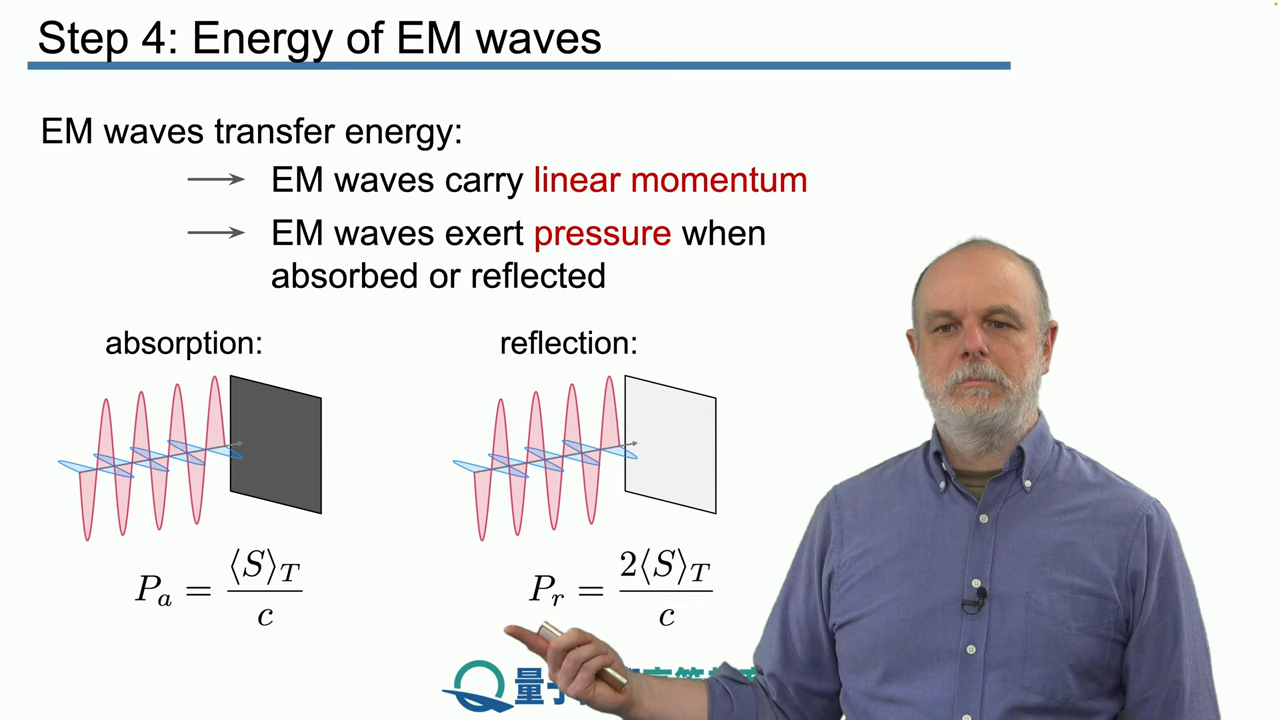 Step 4: Energy of EM waves
EM waves transfer energy:
EM waves carry linear momentum
EM waves exert pressure when
absorbed or reflected
absorption:
reflection:
P_a = ⟨S⟩_T / c
P_r = 2⟨S⟩_T / c
量